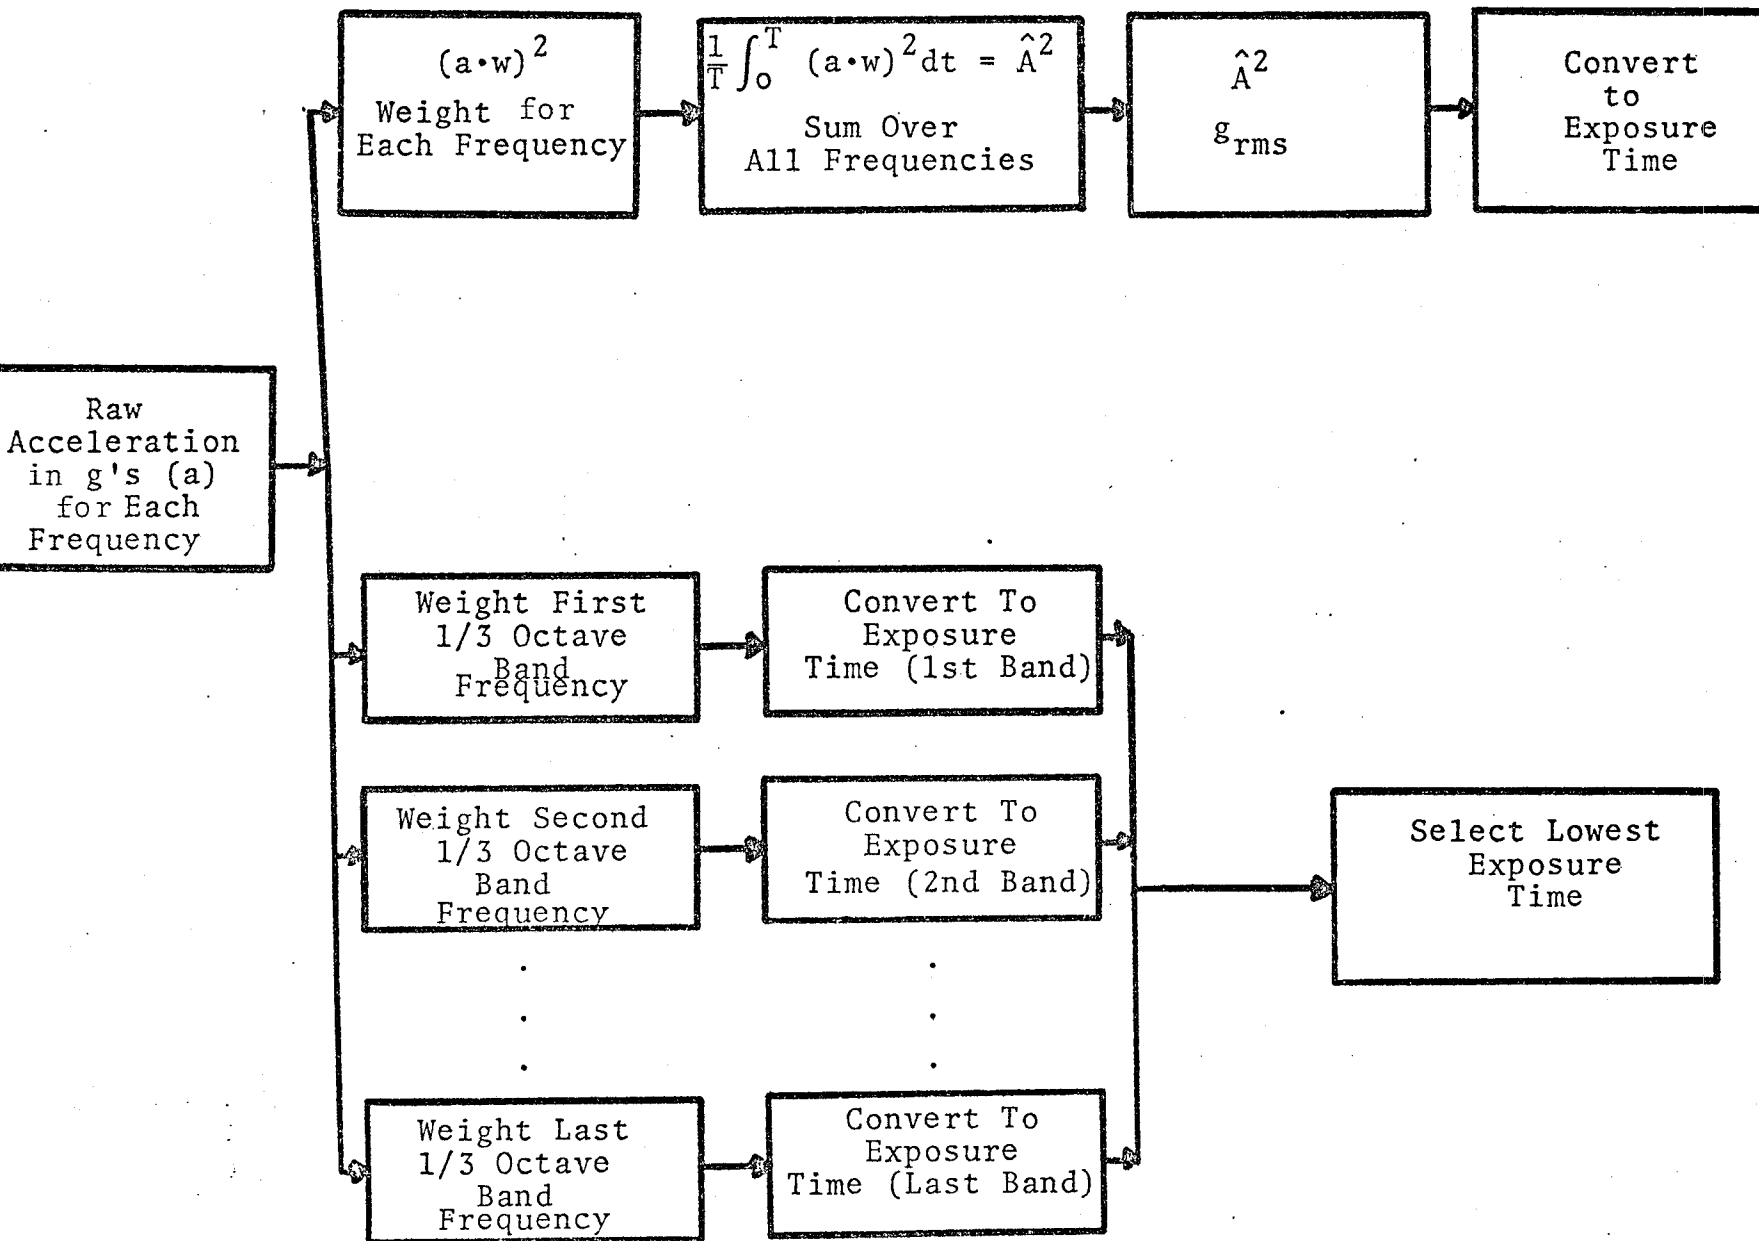 (a•w)²
Weight for
Each Frequency
1/T ∫₀ᵀ (a•w)²dt = Â²
Sum Over
All Frequencies
Â²
g_rms
Convert
to
Exposure
Time
Raw
Acceleration
in g's (a)
for Each
Frequency
Weight First
1/3 Octave
Band
Frequency
Convert To
Exposure
Time (1st Band)
Weight Second
1/3 Octave
Band
Frequency
Convert To
Exposure
Time (2nd Band)
Select Lowest
Exposure
Time
Weight Last
1/3 Octave
Band
Frequency
Convert To
Exposure
Time (Last Band)